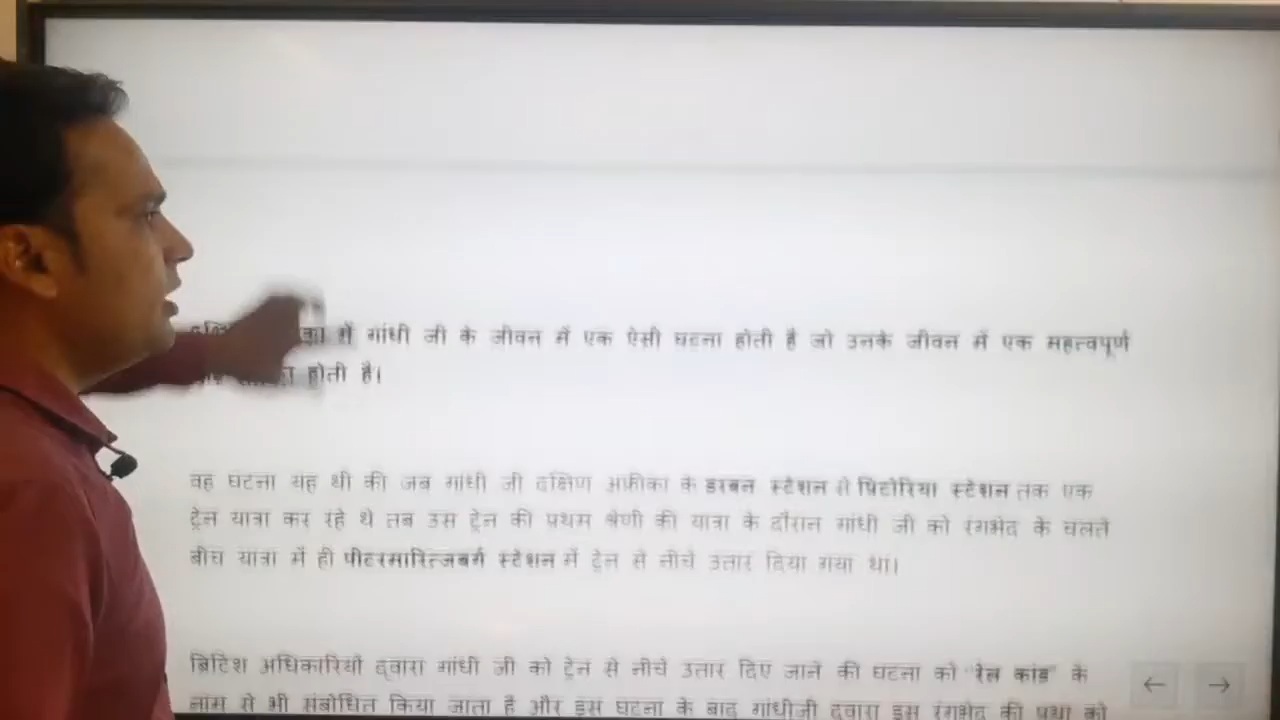 में गांधी जी के जीवन में एक ऐसी घटना होती है जो उनके जीवन में एक महत्वपूर्ण
होती है।
वह घटना यह थी की जब गांधी जी दक्षिण अफ्रीका के डरबन स्टेशन से प्रिटोरिया स्टेशन तक एक
ट्रेन यात्रा कर रहे थे तब उस ट्रेन की प्रथम श्रेणी की यात्रा के दौरान गांधी जी को रंगभेद के चलते
बीच यात्रा में ही पीटरमारित्जबर्ग स्टेशन में ट्रेन से नीचे उतार दिया गया था।
ब्रिटिश अधिकारियों द्वारा गांधी जी को ट्रेन से नीचे उतार दिए जाने की घटना को "रेल कांड" के
नाम से भी संबोधित किया जाता है और इस घटना के बाद गांधीजी द्वारा इस रंगभेद की प्रथा को